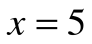 x = 5